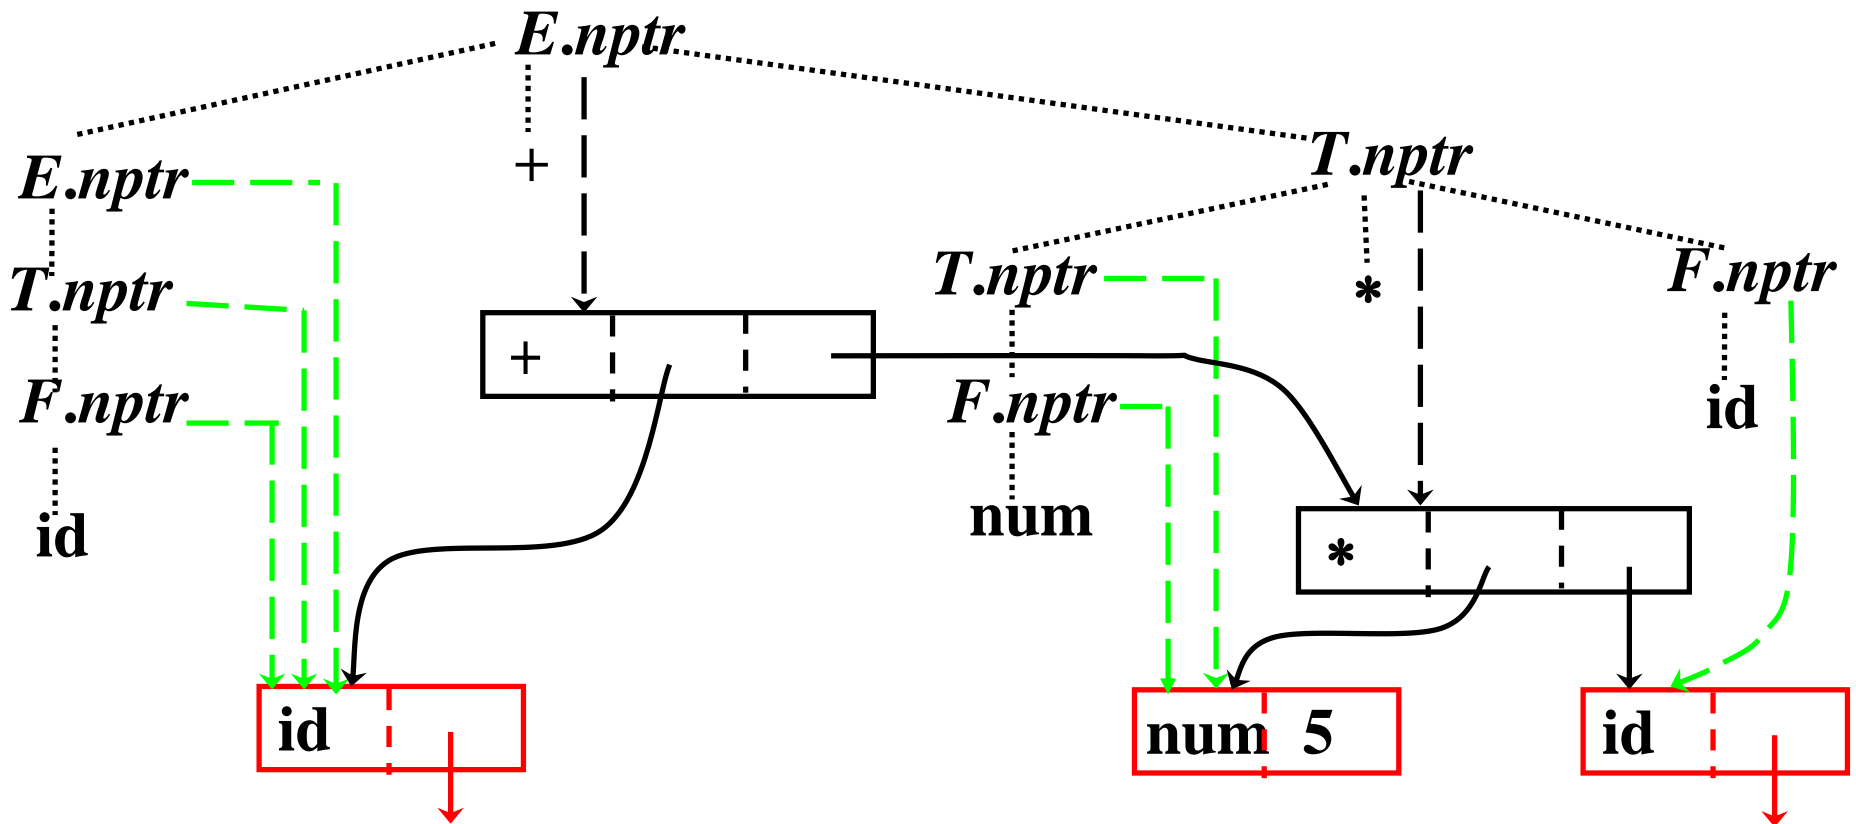 E.nptr
+
T.nptr
E.nptr
T.nptr
*
F.nptr
T.nptr
+
F.nptr
F.nptr
id
num
id
*
id
num 5
id